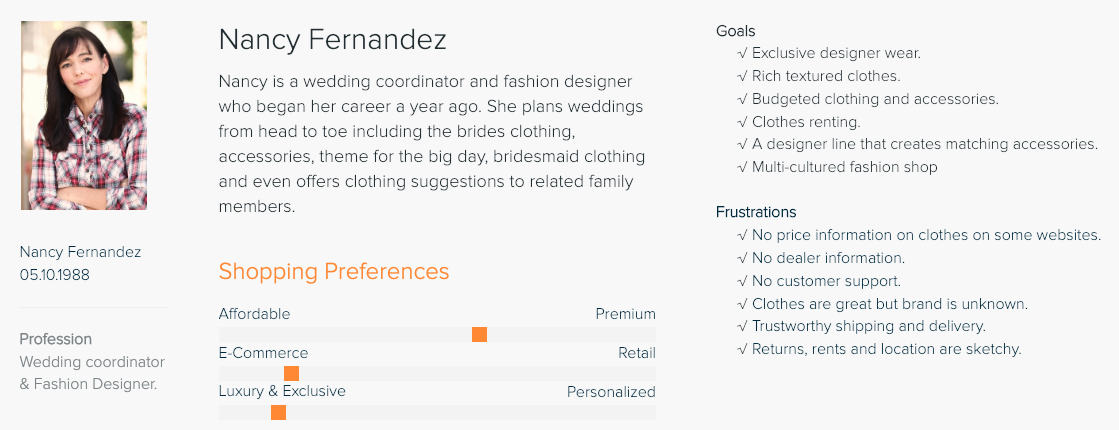 Nancy Fernandez
05.10.1988
Profession
Wedding coordinator
& Fashion Designer.
Nancy Fernandez
Nancy is a wedding coordinator and fashion designer
who began her career a year ago. She plans weddings
from head to toe including the brides clothing,
accessories, theme for the big day, bridesmaid clothing
and even offers clothing suggestions to related family
members.
Shopping Preferences
Affordable Premium
E-Commerce Retail
Luxury & Exclusive Personalized
Goals
√ Exclusive designer wear.
√ Rich textured clothes.
√ Budgeted clothing and accessories.
√ Clothes renting.
√ A designer line that creates matching accessories.
√ Multi-cultured fashion shop
Frustrations
√ No price information on clothes on some websites.
√ No dealer information.
√ No customer support.
√ Clothes are great but brand is unknown.
√ Trustworthy shipping and delivery.
√ Returns, rents and location are sketchy.